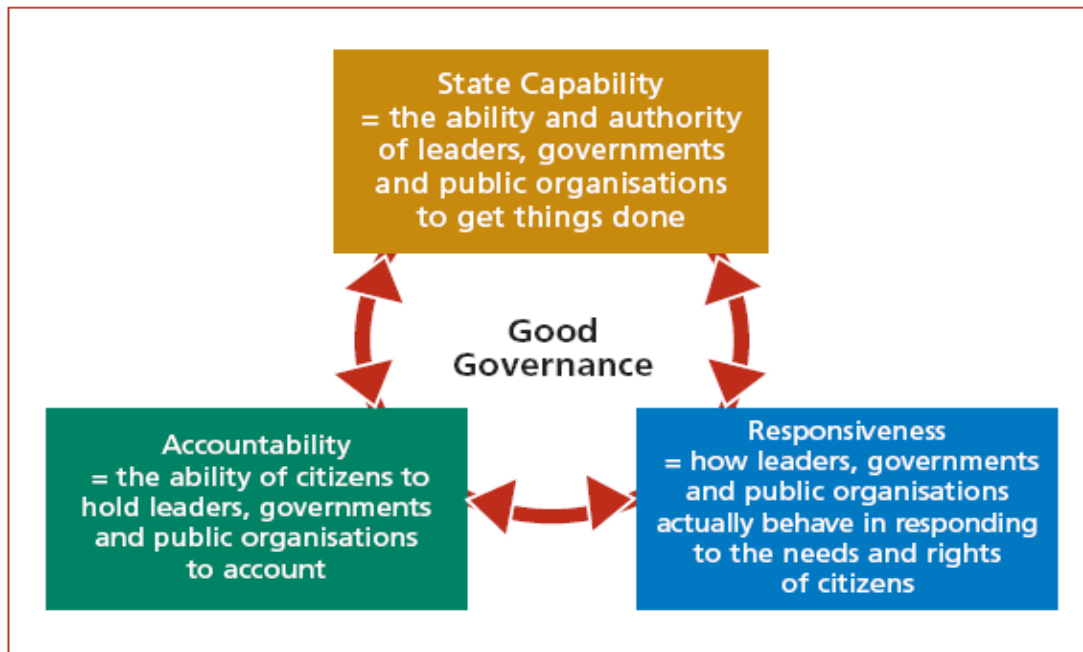 State Capability
= the ability and authority
of leaders, governments
and public organisations
to get things done
Good
Governance
Accountability
= the ability of citizens to
hold leaders, governments
and public organisations
to account
Responsiveness
= how leaders, governments
and public organisations
actually behave in responding
to the needs and rights
of citizens